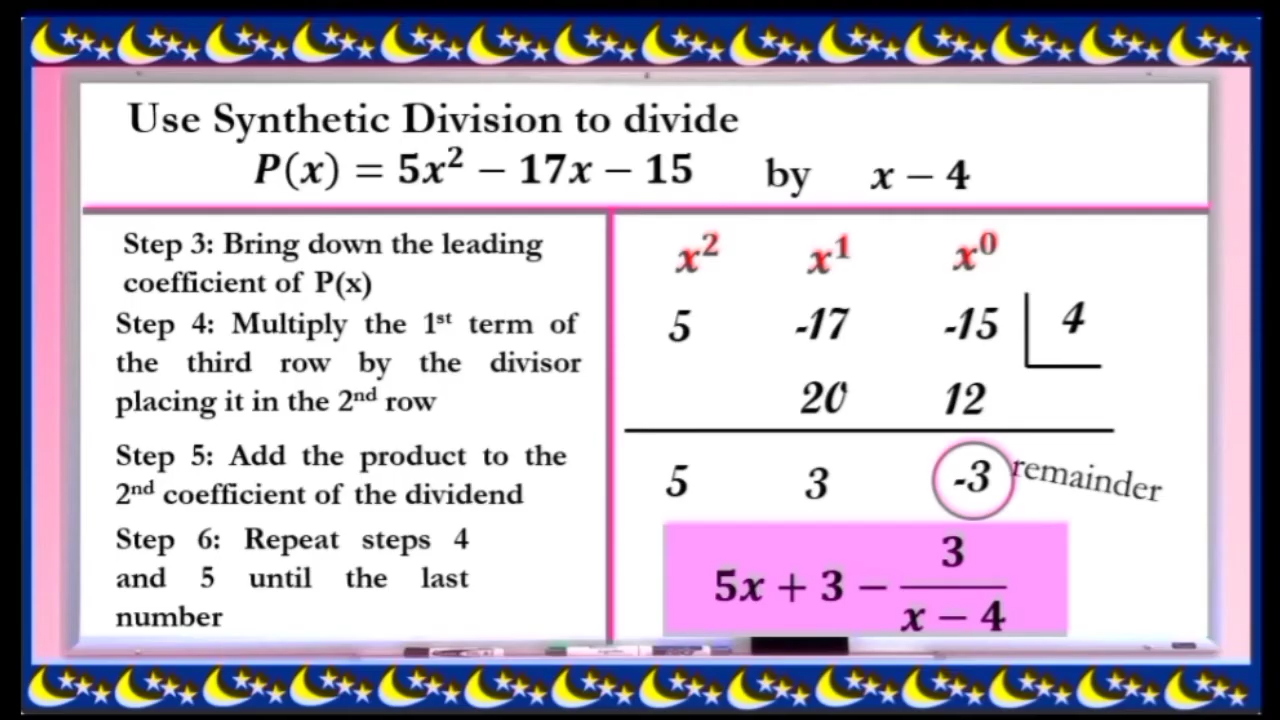 Use Synthetic Division to divide
P(x) = 5x² − 17x − 15 by x − 4
Step 3: Bring down the leading
coefficient of P(x)
Step 4: Multiply the 1st term of
the third row by the divisor
placing it in the 2nd row
Step 5: Add the product to the
2nd coefficient of the dividend
Step 6: Repeat steps 4
and 5 until the last
number
x² x¹ x⁰
5 -17 -15 4
20 12
5 3 -3 remainder
5x + 3 − 3/(x − 4)